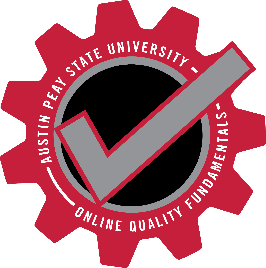 AUSTIN PEAY STATE UNIVERSITY
ONLINE QUALITY FUNDAMENTALS